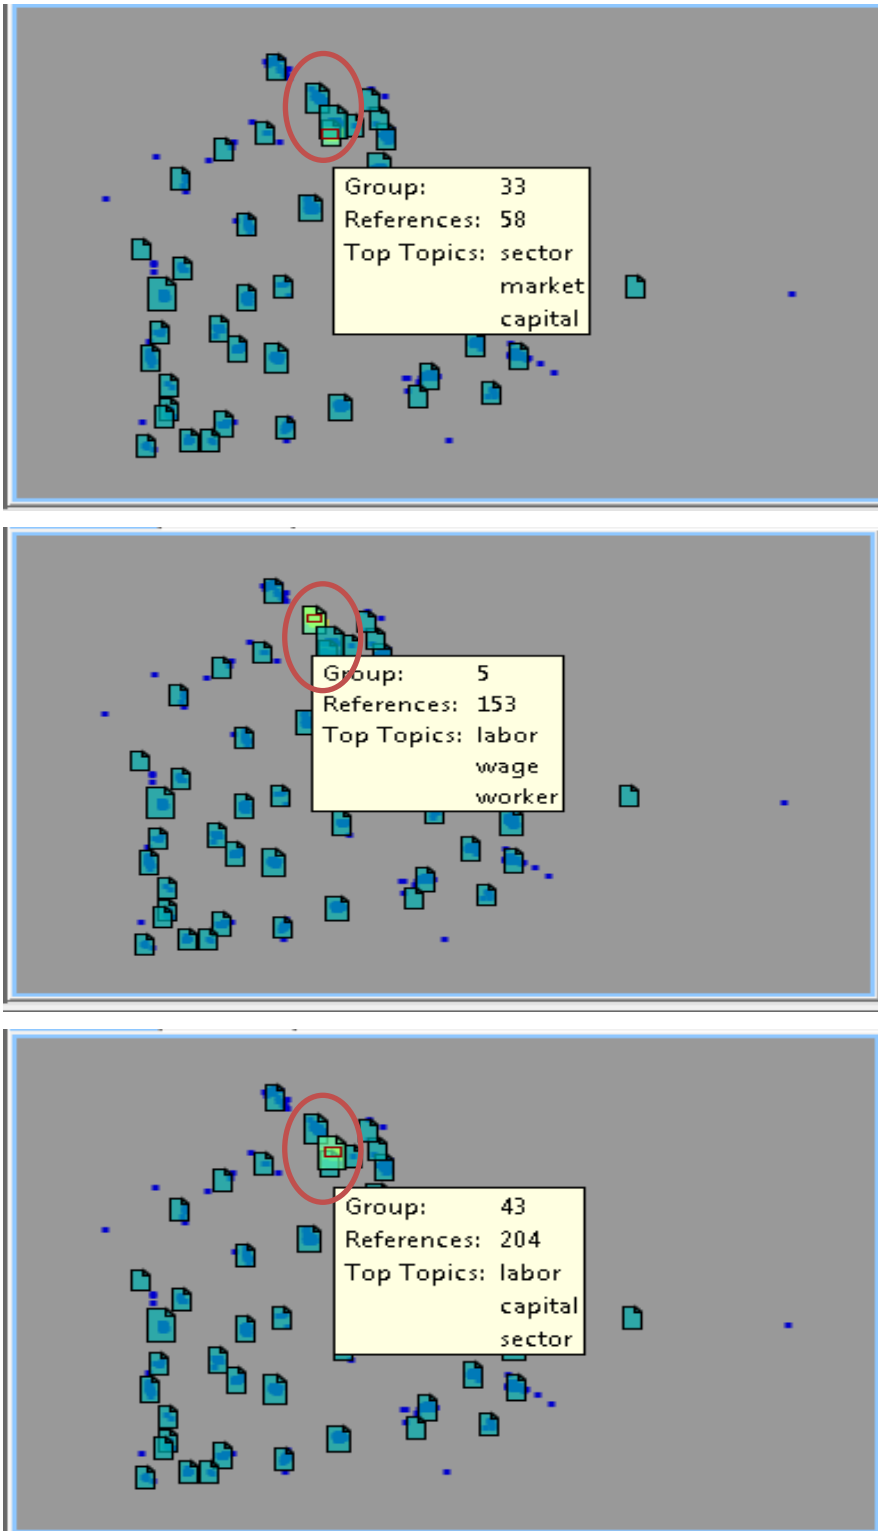 Group: 33
References: 58
Top Topics: sector
market
capital
Group: 5
References: 153
Top Topics: labor
wage
worker
Group: 43
References: 204
Top Topics: labor
capital
sector